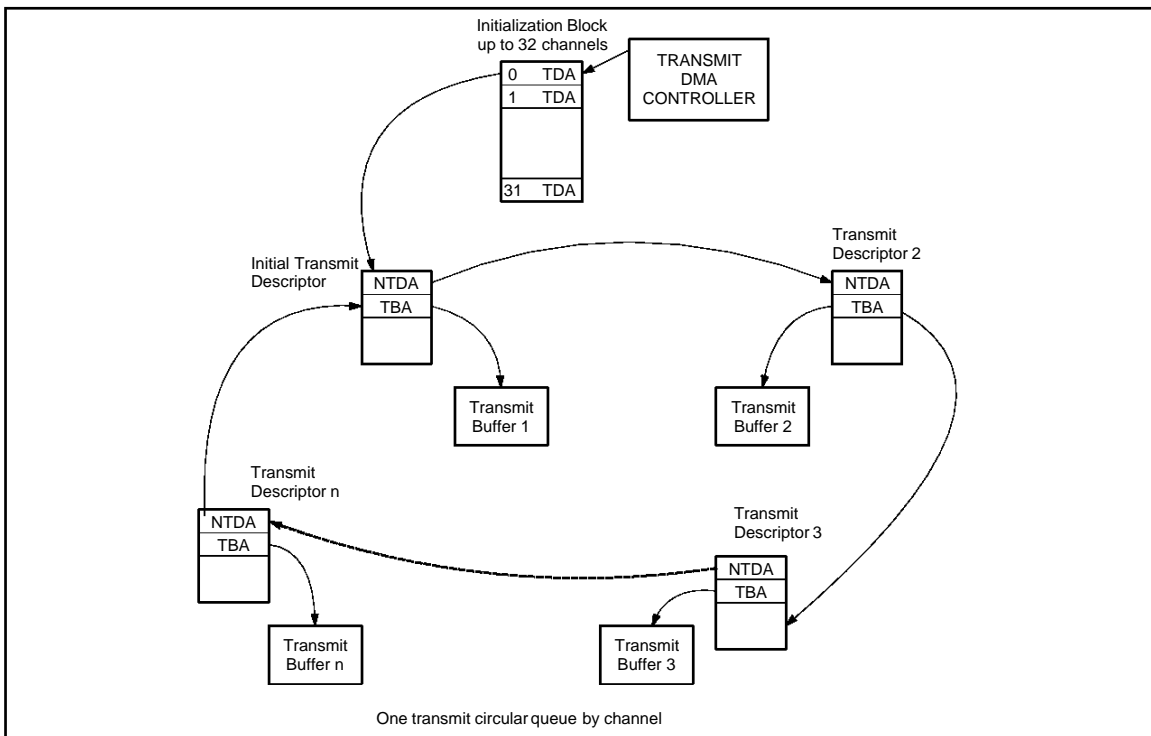 Initialization Block
up to 32 channels
0 TDA
1 TDA
31 TDA
TRANSMIT
DMA
CONTROLLER
Initial Transmit
Descriptor
NTDA
TBA
Transmit
Buffer 1
Transmit
Descriptor 2
NTDA
TBA
Transmit
Buffer 2
Transmit
Descriptor n
NTDA
TBA
Transmit
Buffer n
Transmit
Descriptor 3
NTDA
TBA
Transmit
Buffer 3
One transmit circular queue by channel